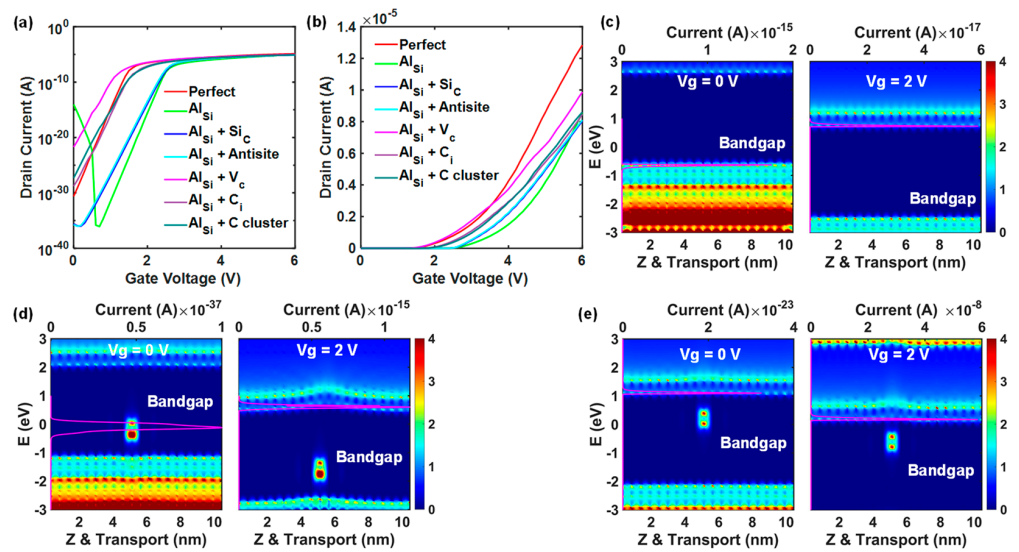 (a)
10^0
10^-10
10^-20
10^-30
10^-40
Drain Current (A)
0
2
4
6
Gate Voltage (V)
Perfect
Al_Si
Al_Si + Si_C
Al_Si + Antisite
Al_Si + V_c
Al_Si + C_i
Al_Si + C cluster
(b)
×10^-5
1.4
1.2
1
0.8
0.6
0.4
0.2
0
Drain Current (A)
0
2
4
6
Gate Voltage (V)
Perfect
Al_Si
Al_Si + Si_C
Al_Si + Antisite
Al_Si + V_c
Al_Si + C_i
Al_Si + C cluster
(c)
Current (A)×10^-15
0 1 2
Vg = 0 V
Bandgap
E (eV)
3
2
1
0
-1
-2
-3
0 2 4 6 8 10
Z & Transport (nm)
Current (A)×10^-17
0 2 4 6
Vg = 2 V
Bandgap
0 2 4 6 8 10
Z & Transport (nm)
4
3
2
1
0
(d)
Current (A)×10^-37
0 0.5 1
Vg = 0 V
Bandgap
E (eV)
3
2
1
0
-1
-2
-3
0 2 4 6 8 10
Z & Transport (nm)
Current (A)×10^-15
0 0.5 1
Vg = 2 V
Bandgap
0 2 4 6 8 10
Z & Transport (nm)
4
3
2
1
0
(e)
Current (A)×10^-23
0 2 4
Vg = 0 V
Bandgap
E (eV)
3
2
1
0
-1
-2
-3
0 2 4 6 8 10
Z & Transport (nm)
Current (A)×10^-8
0 2 4 6
Vg = 2 V
Bandgap
0 2 4 6 8 10
Z & Transport (nm)
4
3
2
1
0